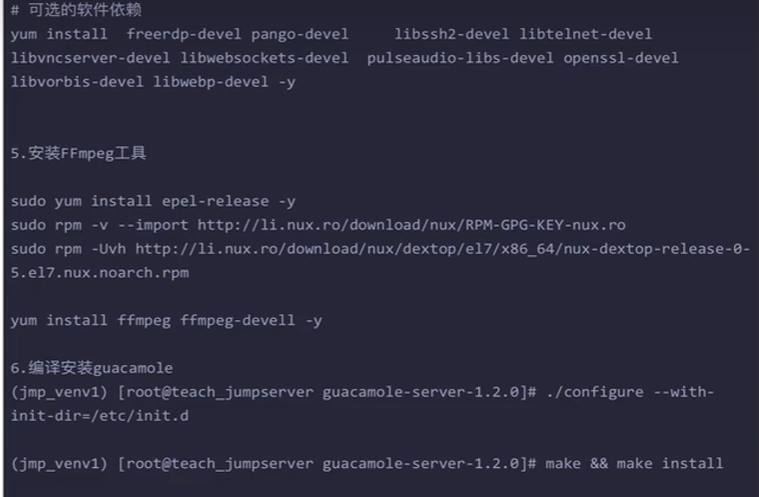 # 可选的软件依赖
yum install  freerdp-devel pango-devel     libssh2-devel libtelnet-devel
libvncserver-devel libwebsockets-devel  pulseaudio-libs-devel openssl-devel
libvorbis-devel libwebp-devel -y
5.安装FFmpeg工具
sudo yum install epel-release -y
sudo rpm -v --import http://li.nux.ro/download/nux/RPM-GPG-KEY-nux.ro
sudo rpm -Uvh http://li.nux.ro/download/nux/dextop/el7/x86_64/nux-dextop-release-0-
5.el7.nux.noarch.rpm
yum install ffmpeg ffmpeg-devell -y
6.编译安装guacamole
(jmp_venv1) [root@teach_jumpserver guacamole-server-1.2.0]# ./configure --with-
init-dir=/etc/init.d
(jmp_venv1) [root@teach_jumpserver guacamole-server-1.2.0]# make && make install